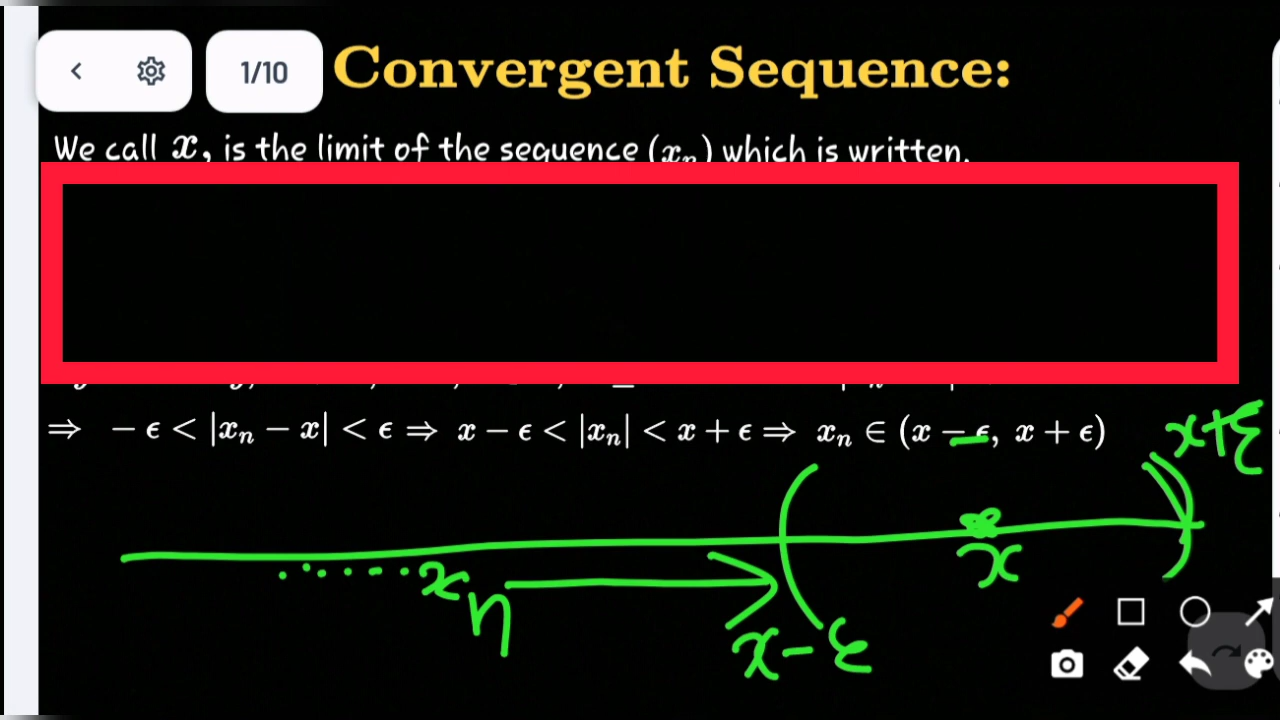 1/10
Convergent Sequence:
We call x, is the limit of the sequence (xₙ) which is written.
⇒ − ϵ < |xₙ − x| < ϵ ⇒ x − ϵ < |xₙ| < x + ϵ ⇒ xₙ ∈ (x − ϵ, x + ϵ)
x+ε
x
xₙ
x-ε